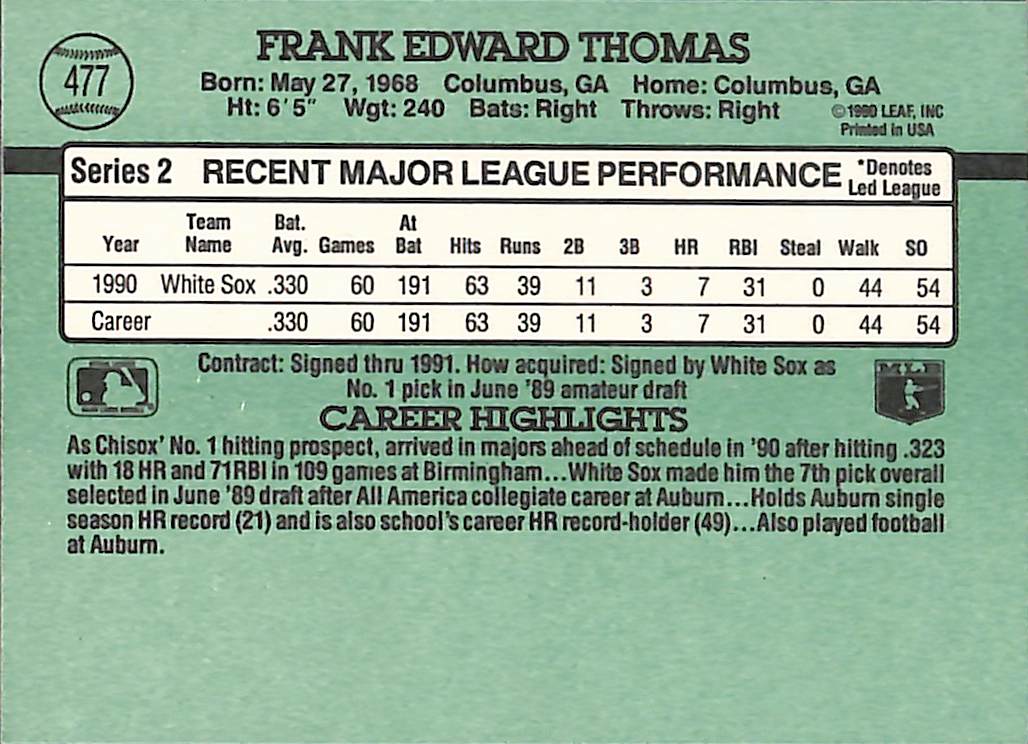 477
FRANK EDWARD THOMAS
Born: May 27, 1968 Columbus, GA Home: Columbus, GA
Ht: 6'5" Wgt: 240 Bats: Right Throws: Right ©1990 LEAF, INC
Printed in USA
Series 2 RECENT MAJOR LEAGUE PERFORMANCE *Denotes
Led League
Team Bat. At
Year Name Avg. Games Bat Hits Runs 2B 3B HR RBI Steal Walk SO
1990 White Sox .330 60 191 63 39 11 3 7 31 0 44 54
Career .330 60 191 63 39 11 3 7 31 0 44 54
Contract: Signed thru 1991. How acquired: Signed by White Sox as
No. 1 pick in June '89 amateur draft
CAREER HIGHLIGHTS
As Chisox' No. 1 hitting prospect, arrived in majors ahead of schedule in '90 after hitting .323
with 18 HR and 71 RBI in 109 games at Birmingham...White Sox made him the 7th pick overall
selected in June '89 draft after All America collegiate career at Auburn...Holds Auburn single
season HR record (21) and is also school's career HR record-holder (49)...Also played football
at Auburn.